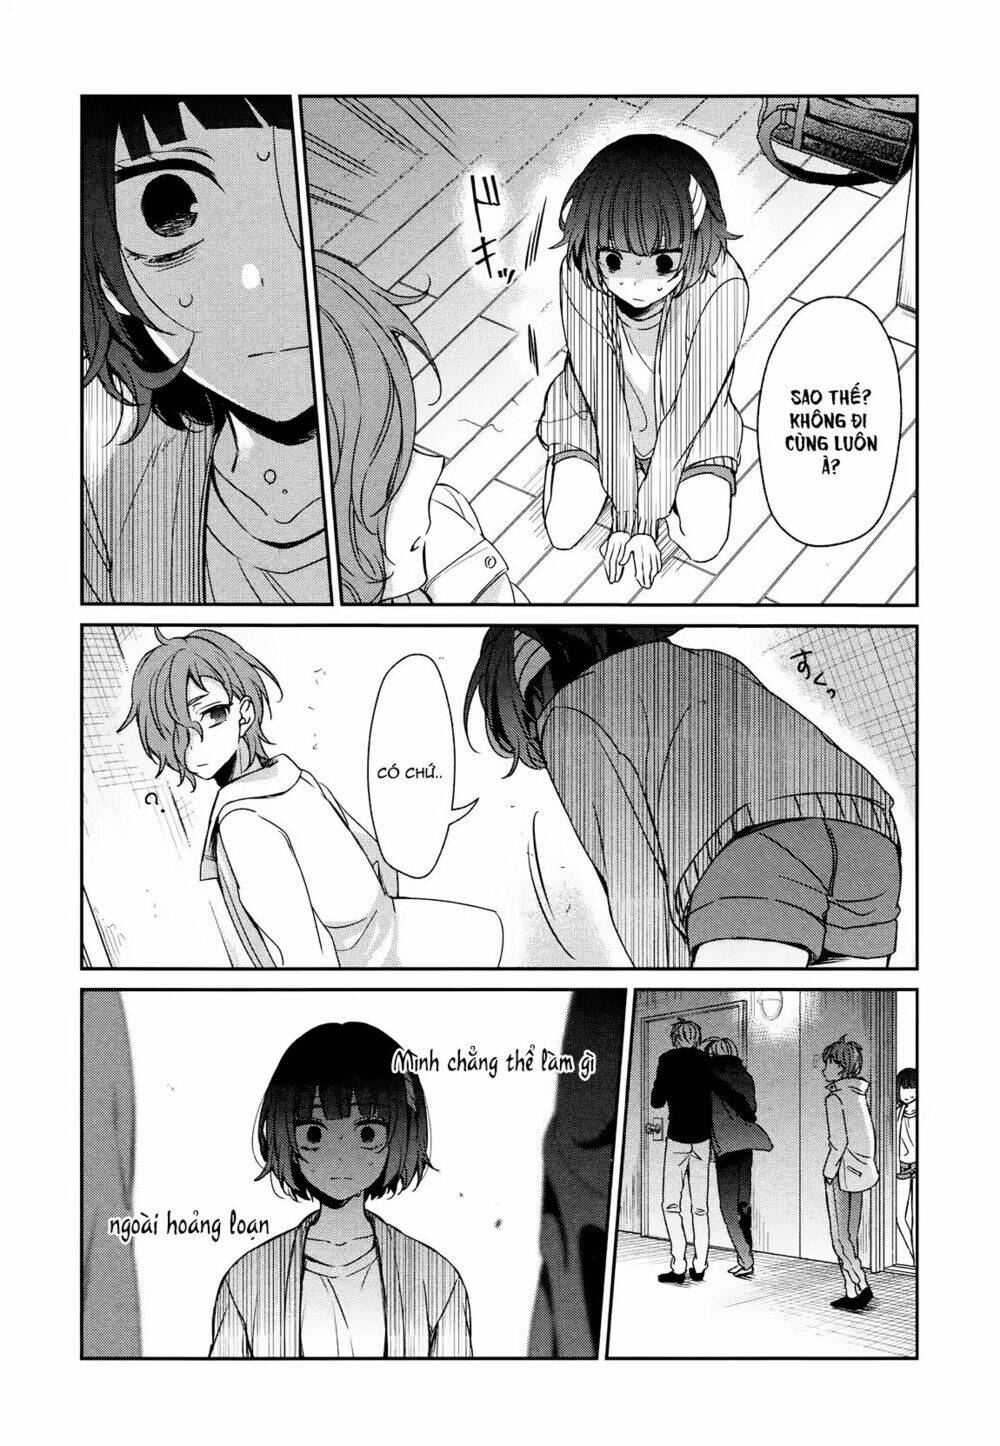 ドキッ
SAO THẾ?
KHÔNG ĐI
CÙNG LUÔN
À?
CÓ CHỨ..
すくっ
?
Mình chẳng thể làm gì
ngoài hoảng loạn